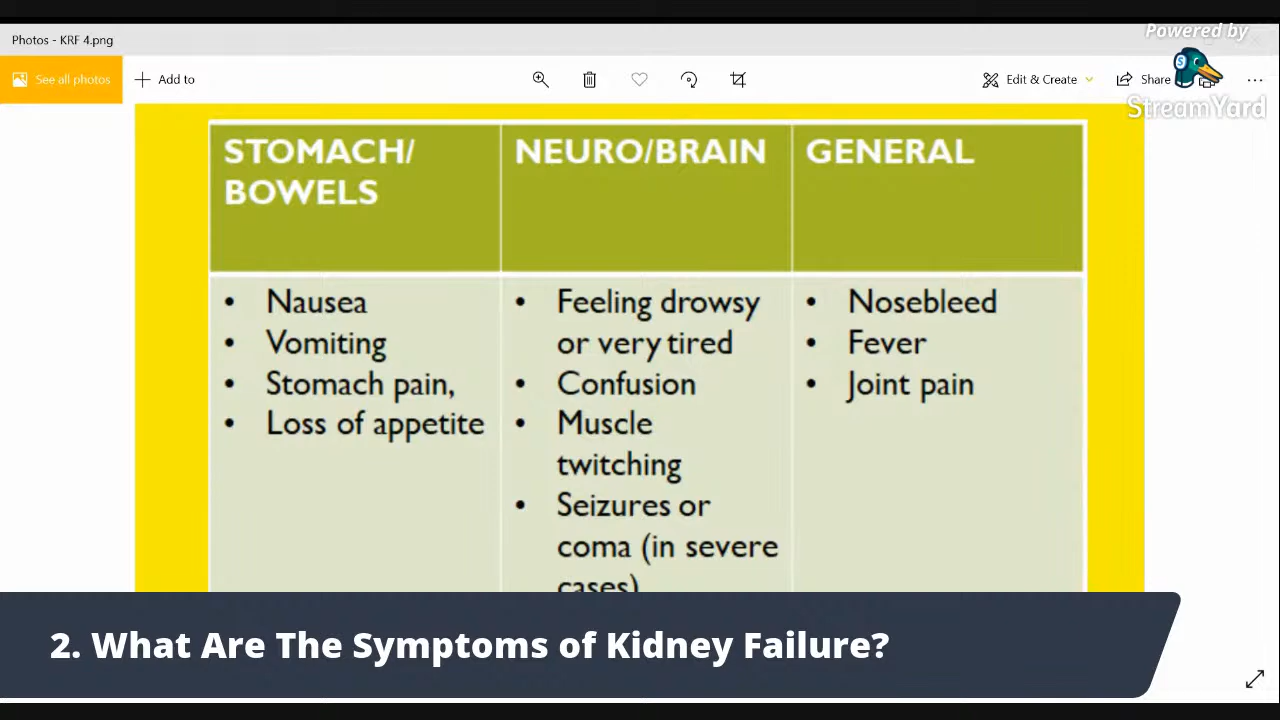 Photos - KRF 4.png
Powered by
See all photos
Add to
Edit & Create
Share
StreamYard
STOMACH/
BOWELS
NEURO/BRAIN
GENERAL
• Nausea
• Vomiting
• Stomach pain,
• Loss of appetite
• Feeling drowsy
or very tired
• Confusion
• Muscle
twitching
• Seizures or
coma (in severe
cases)
• Nosebleed
• Fever
• Joint pain
2. What Are The Symptoms of Kidney Failure?